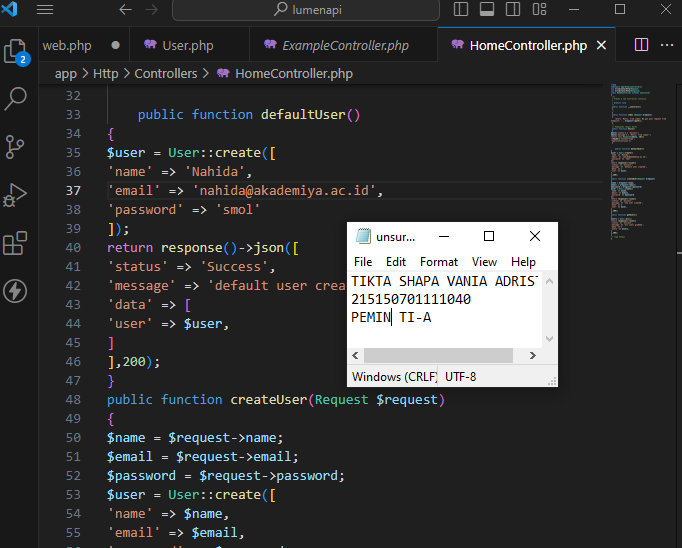 lumenapi
web.php
User.php
ExampleController.php
HomeController.php
2
app > Http > Controllers > HomeController.php
32
33 public function defaultUser()
34 {
35 $user = User::create([
36 'name' => 'Nahida',
37 'email' => 'nahida@akademiya.ac.id',
38 'password' => 'smol'
39 ]);
40 return response()->json([
41 'status' => 'Success',
42 'message' => 'default user crea
43 'data' => [
44 'user' => $user,
45 ]
46 ],200);
47 }
48 public function createUser(Request $request)
49 {
50 $name = $request->name;
51 $email = $request->email;
52 $password = $request->password;
53 $user = User::create([
54 'name' => $name,
55 'email' => $email,
unsur...
File Edit Format View Help
TIKTA SHAPA VANIA ADRIST
215150701111040
PEMIN TI-A
Windows (CRLF) UTF-8